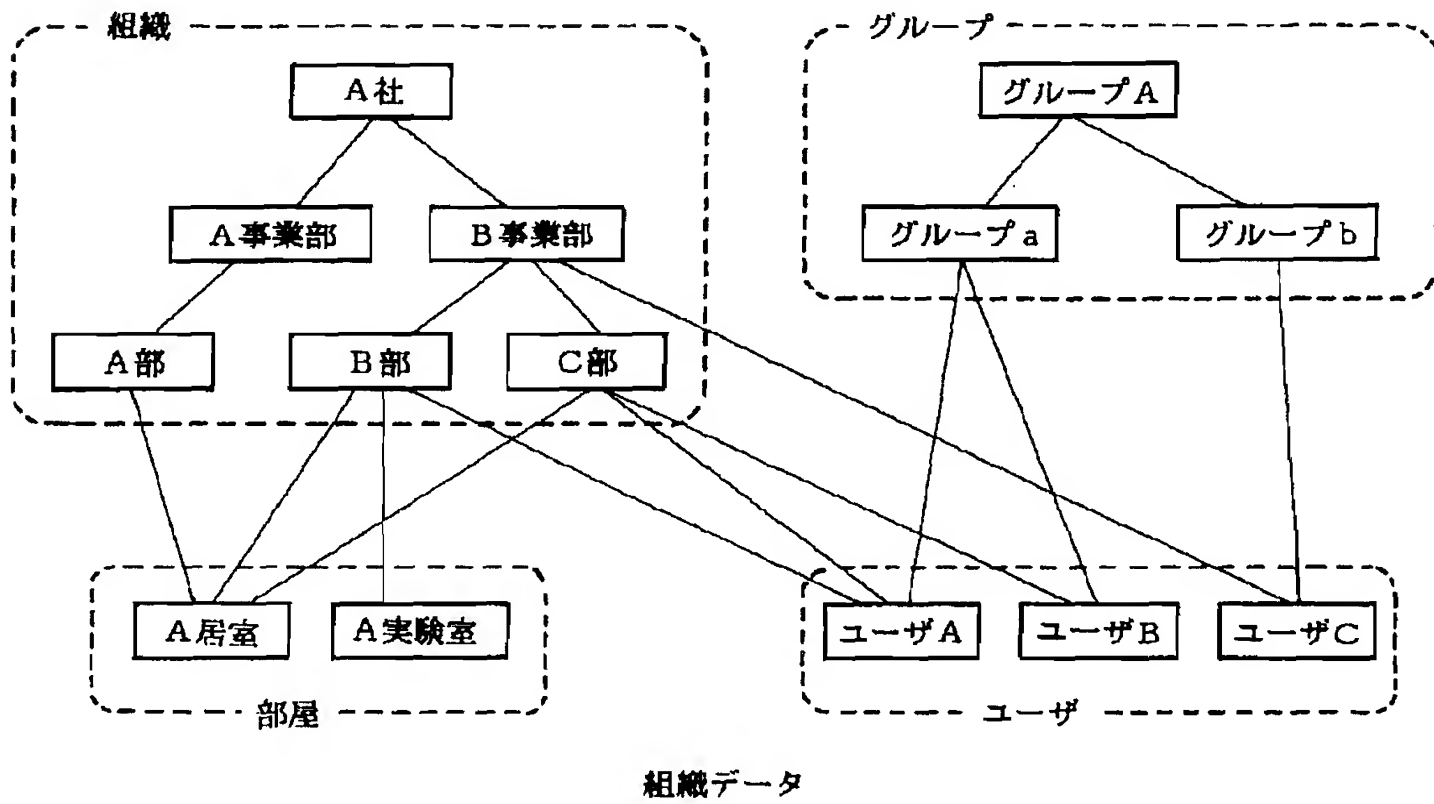 組織
グループ
A社
グループA
A事業部
B事業部
グループa
グループb
A部
B部
C部
A居室
A実験室
ユーザA
ユーザB
ユーザC
部屋
ユーザ
組織データ